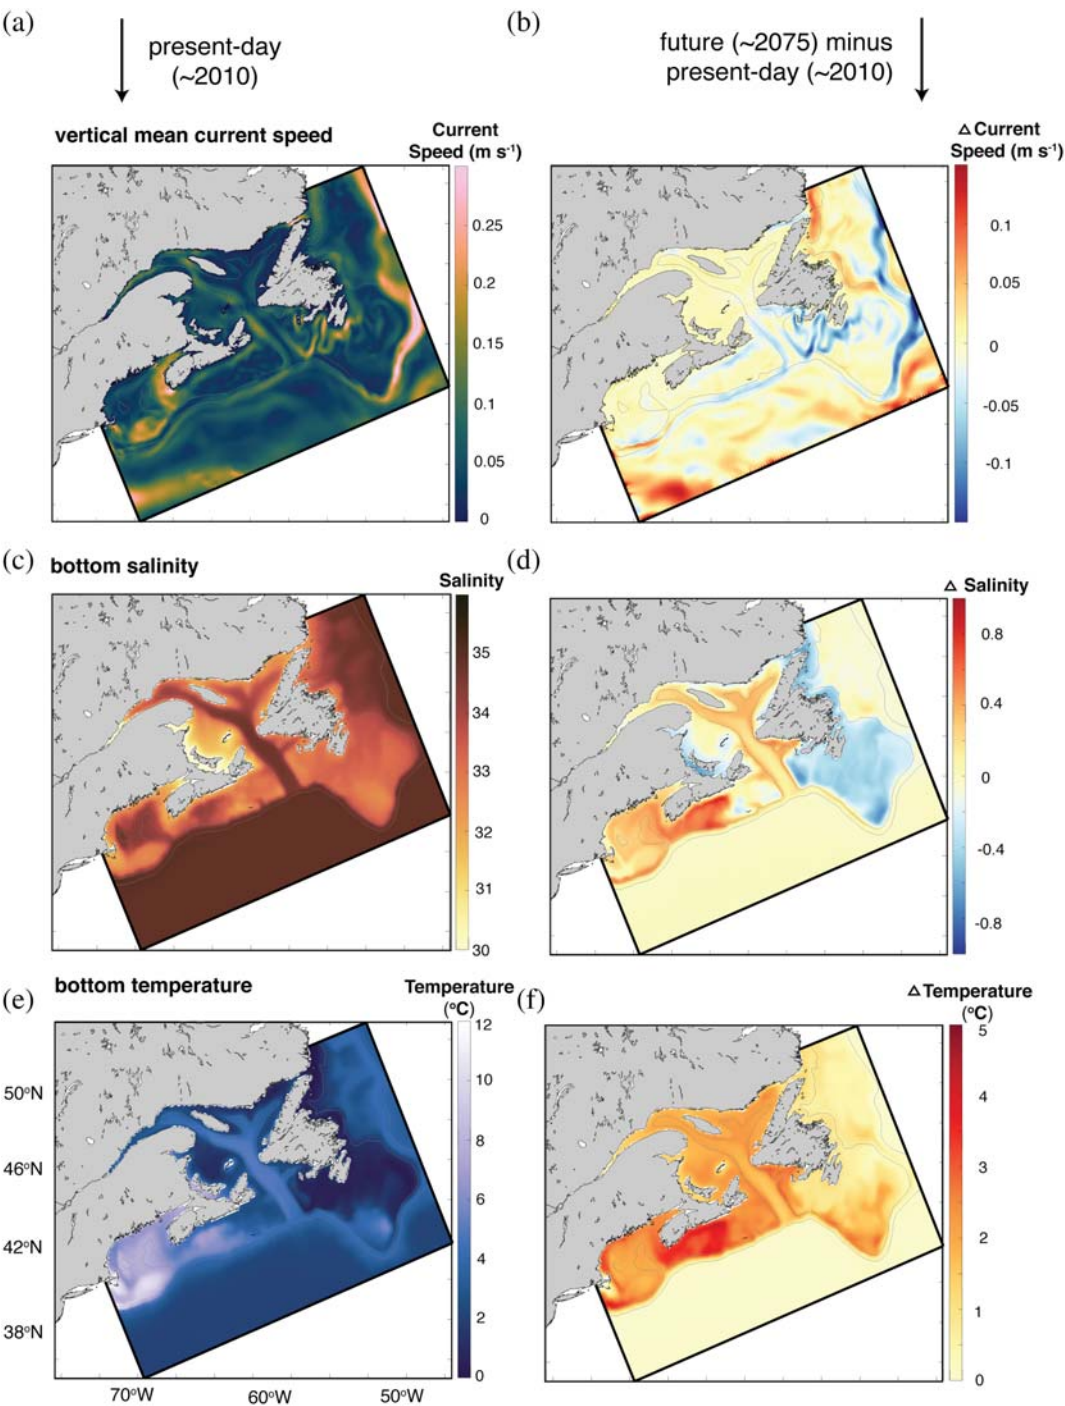 (a)
(b)
present-day
(~2010)
future (~2075) minus
present-day (~2010)
vertical mean current speed
Current
Speed (m s-1)
0.25
0.2
0.15
0.1
0.05
0
△ Current
Speed (m s-1)
0.1
0.05
0
-0.05
-0.1
(c)
bottom salinity
Salinity
35
34
33
32
31
30
(d)
△ Salinity
0.8
0.4
0
-0.4
-0.8
(e)
bottom temperature
Temperature
(°C)
12
10
8
6
4
2
0
50°N
46°N
42°N
38°N
70°W
60°W
50°W
(f)
△Temperature
(°C)
5
4
3
2
1
0